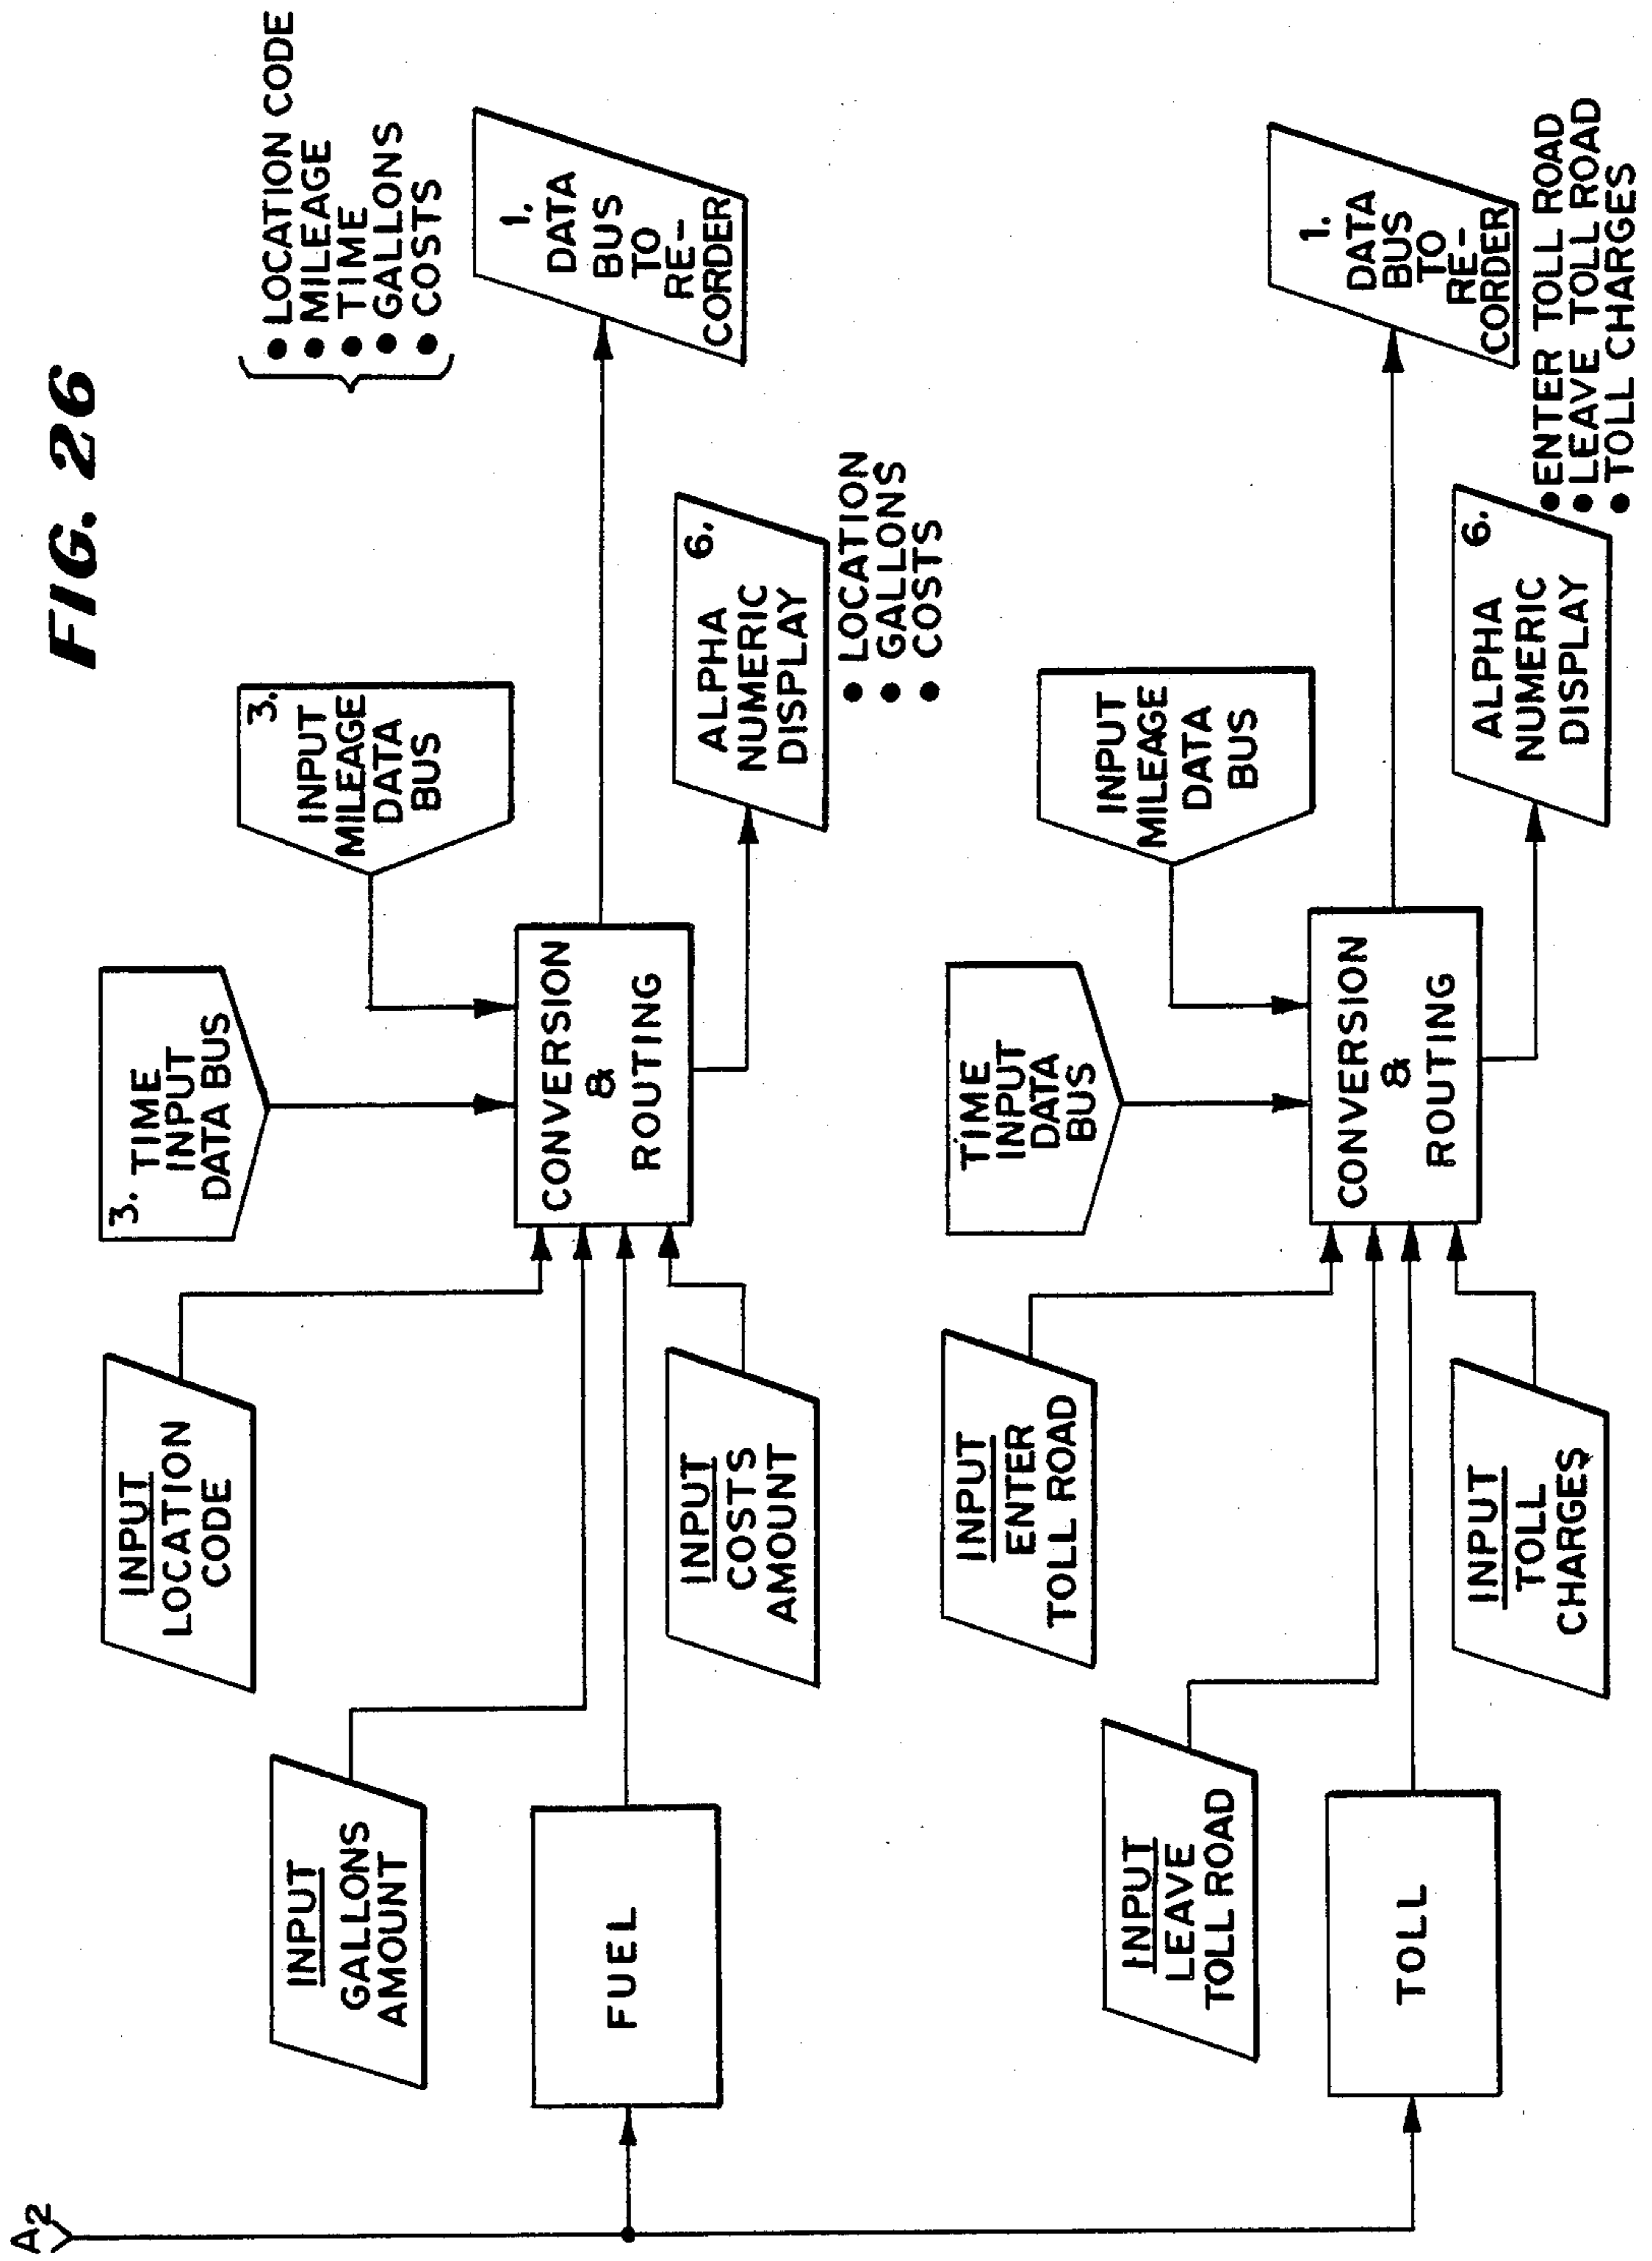 FIG. 26
A2
3.
TIME
INPUT
DATA BUS
3.
INPUT
MILEAGE
DATA
BUS
● LOCATION CODE
● MILEAGE
● TIME
● GALLONS
● COSTS
INPUT
LOCATION
CODE
INPUT
GALLONS
AMOUNT
FUEL
INPUT
COSTS
AMOUNT
CONVERSION
&
ROUTING
1.
DATA
BUS
TO
RE-
CORDER
6.
ALPHA
NUMERIC
DISPLAY
● LOCATION
● GALLONS
● COSTS
TIME
INPUT
DATA
BUS
INPUT
MILEAGE
DATA
BUS
INPUT
ENTER
TOLL ROAD
INPUT
LEAVE
TOLL ROAD
TOLL
INPUT
TOLL
CHARGES
CONVERSION
&
ROUTING
1.
DATA
BUS
TO
RE-
CORDER
6.
ALPHA
NUMERIC
DISPLAY
● ENTER TOLL ROAD
● LEAVE TOLL ROAD
● TOLL CHARGES